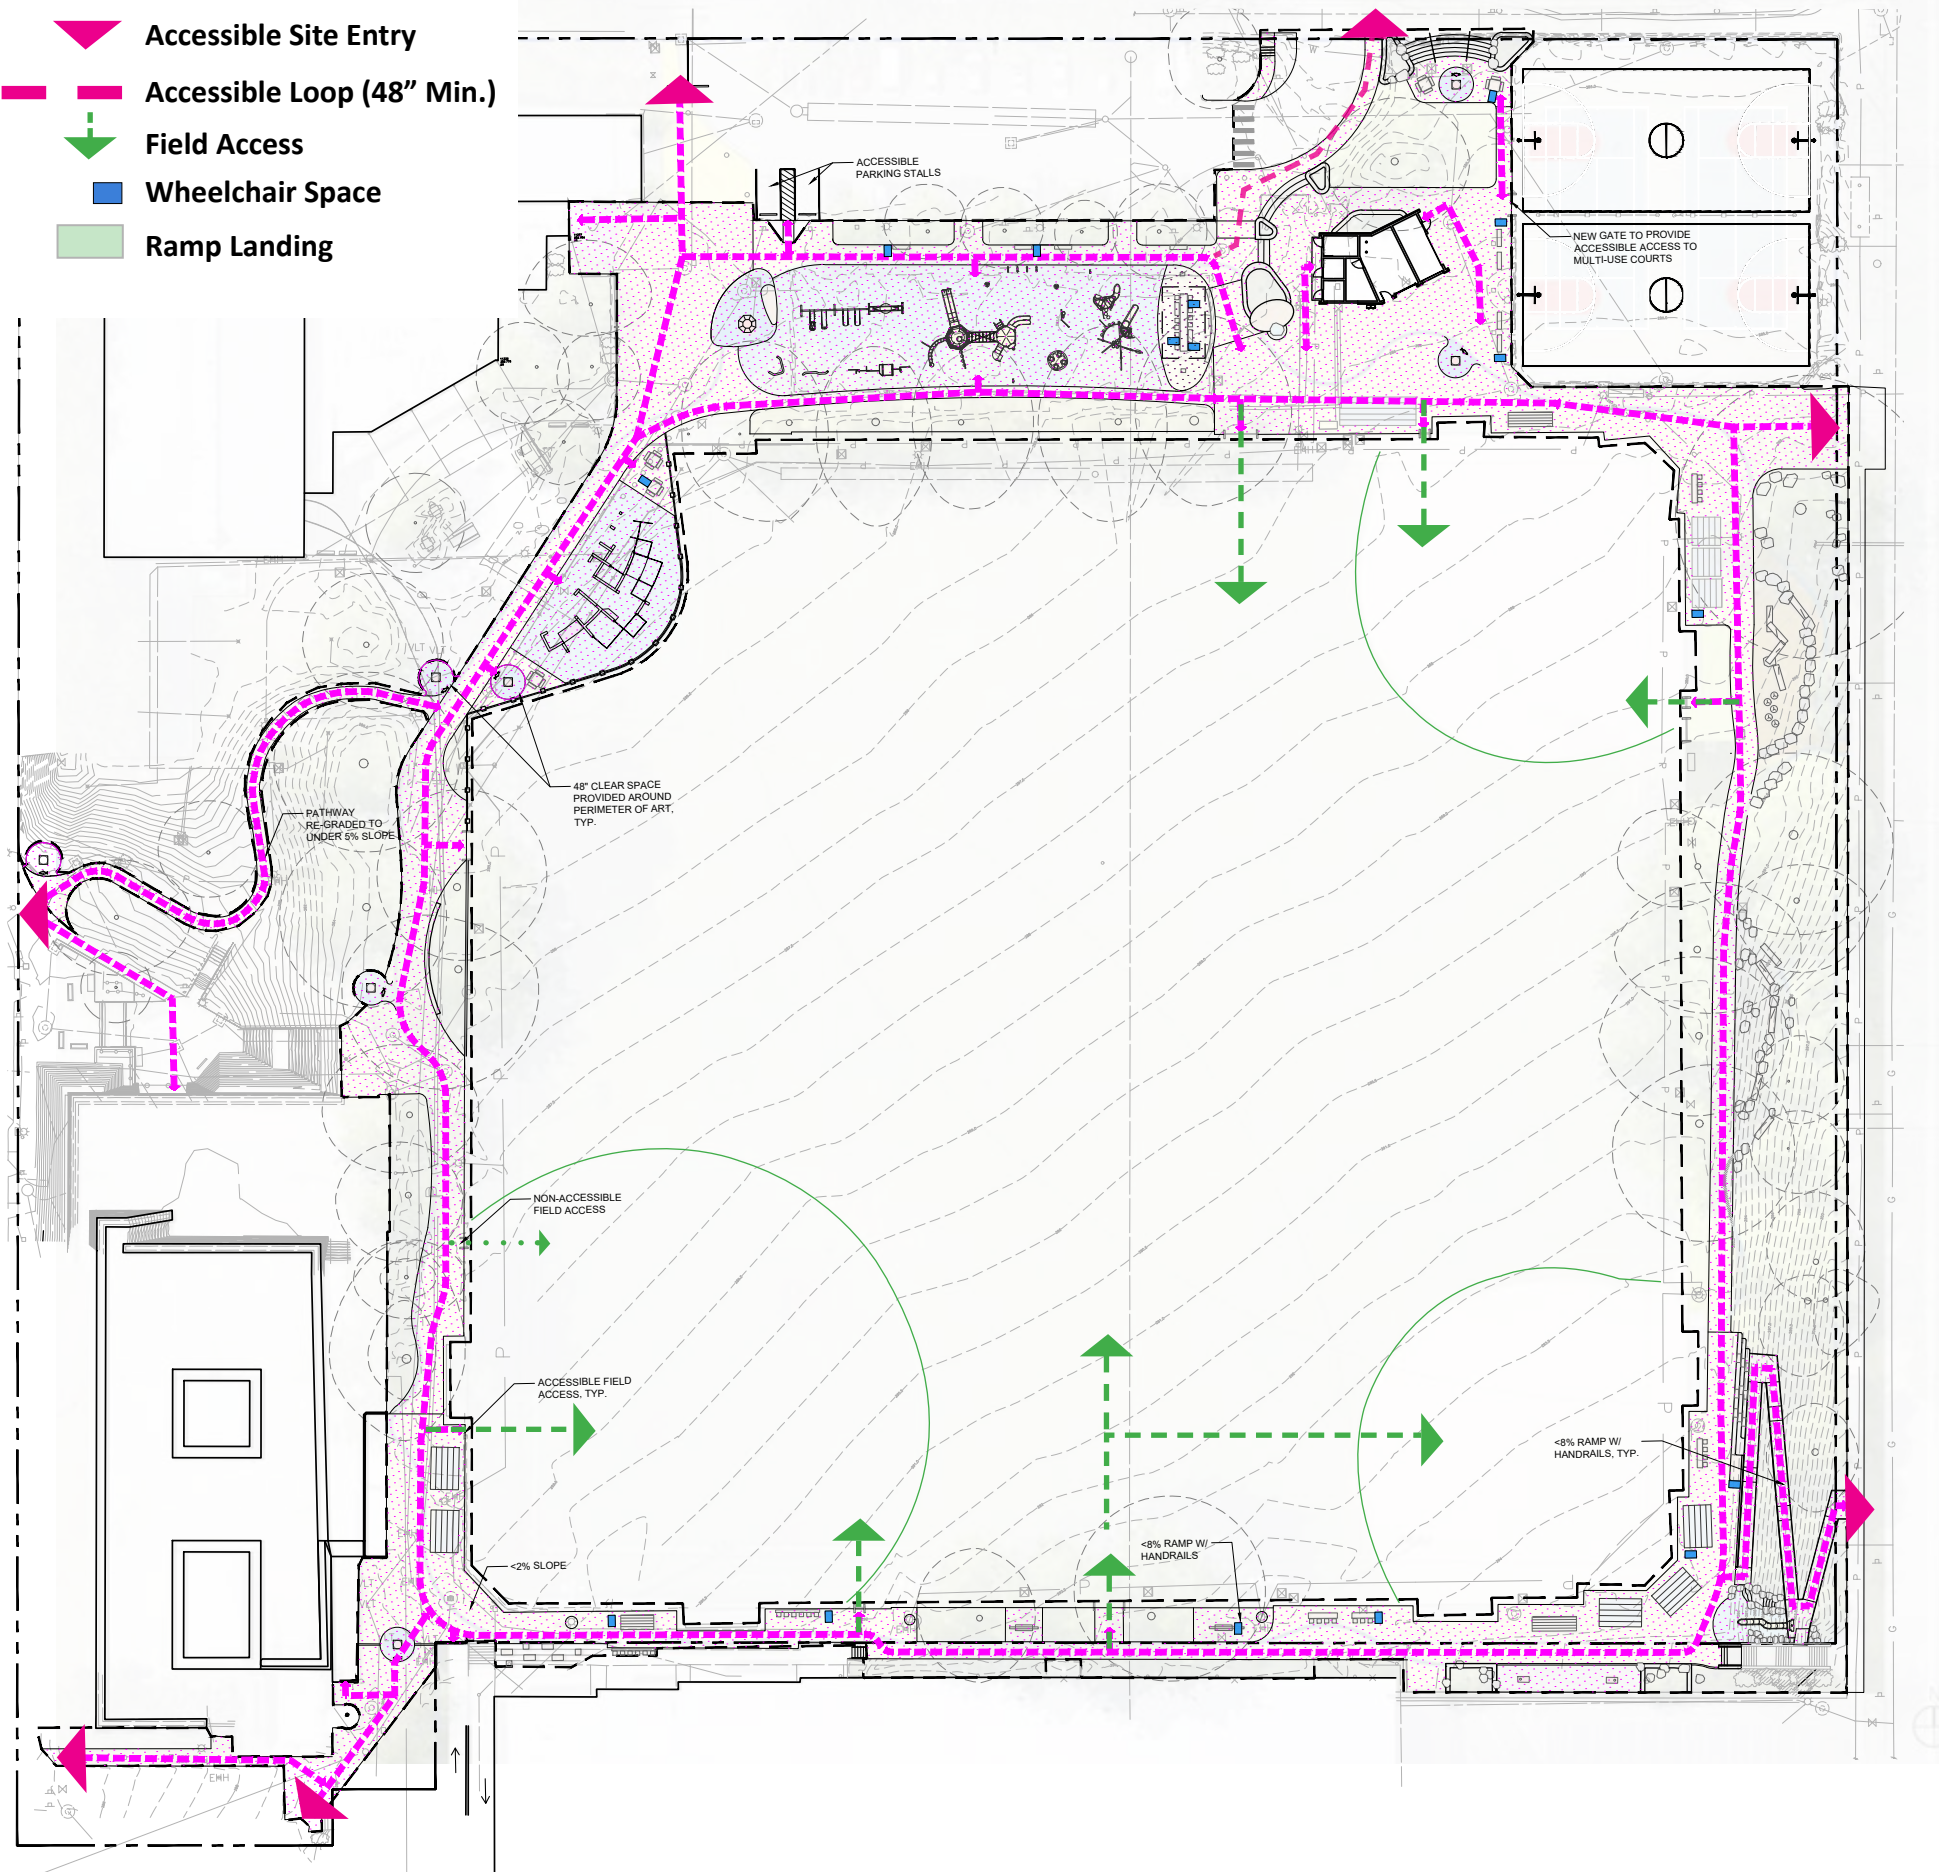 Accessible Site Entry
Accessible Loop (48” Min.)
Field Access
Wheelchair Space
Ramp Landing
ACCESSIBLE
PARKING STALLS
NEW GATE TO PROVIDE
ACCESSIBLE ACCESS TO
MULTI-USE COURTS
48" CLEAR SPACE
PROVIDED AROUND
PERIMETER OF ART,
TYP.
PATHWAY
RE-GRADED TO
UNDER 5% SLOPE
NON-ACCESSIBLE
FIELD ACCESS
ACCESSIBLE FIELD
ACCESS, TYP.
<8% RAMP W/
HANDRAILS, TYP.
<8% RAMP W/
HANDRAILS
<2% SLOPE